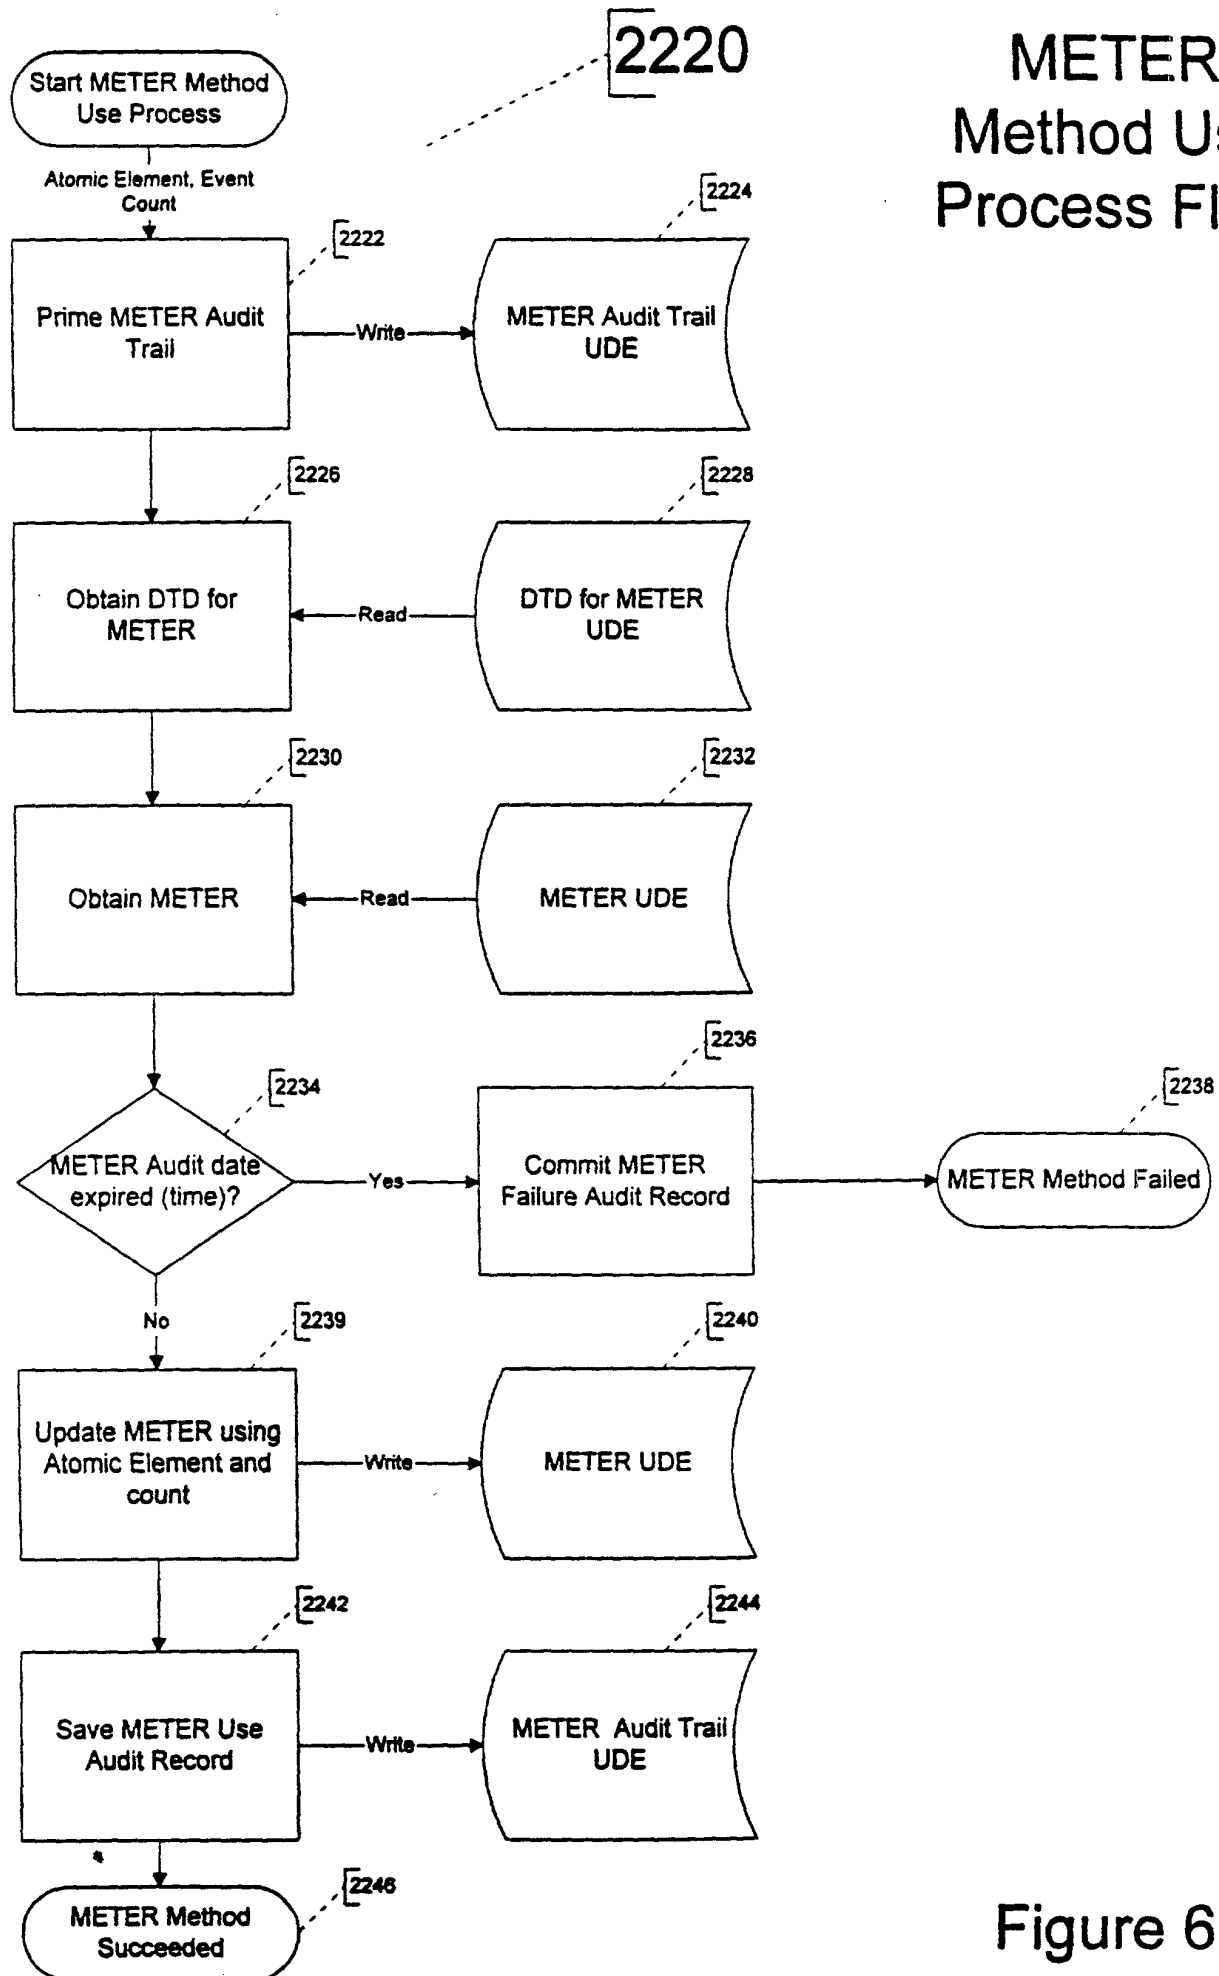 2220
METER
Method Us
Process Fl
Start METER Method
Use Process
Atomic Element, Event
Count
2222
2224
Prime METER Audit
Trail
Write
METER Audit Trail
UDE
2226
2228
Obtain DTD for
METER
Read
DTD for METER
UDE
2230
2232
Obtain METER
Read
METER UDE
2234
2236
2238
METER Audit date
expired (time)?
Yes
Commit METER
Failure Audit Record
METER Method Failed
No
2239
2240
Update METER using
Atomic Element and
count
Write
METER UDE
2242
2244
Save METER Use
Audit Record
Write
METER Audit Trail
UDE
2246
METER Method
Succeeded
Figure 6